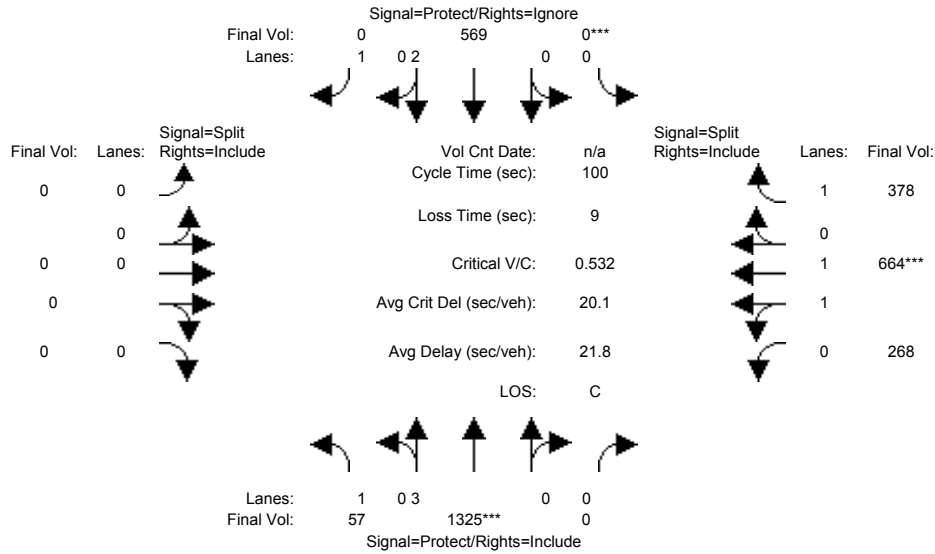 Signal=Protect/Rights=Ignore
Final Vol: 0 569 0***
Lanes: 1 0 2 0 0
Signal=Split Signal=Split
Final Vol: Lanes: Rights=Include Vol Cnt Date: n/a Rights=Include Lanes: Final Vol:
Cycle Time (sec): 100
0 0 1 378
Loss Time (sec): 9
0 0
0 0 Critical V/C: 0.532 1 664***
0 Avg Crit Del (sec/veh): 20.1 1
0 0 Avg Delay (sec/veh): 21.8 0 268
LOS: C
Lanes: 1 0 3 0 0
Final Vol: 57 1325*** 0
Signal=Protect/Rights=Include